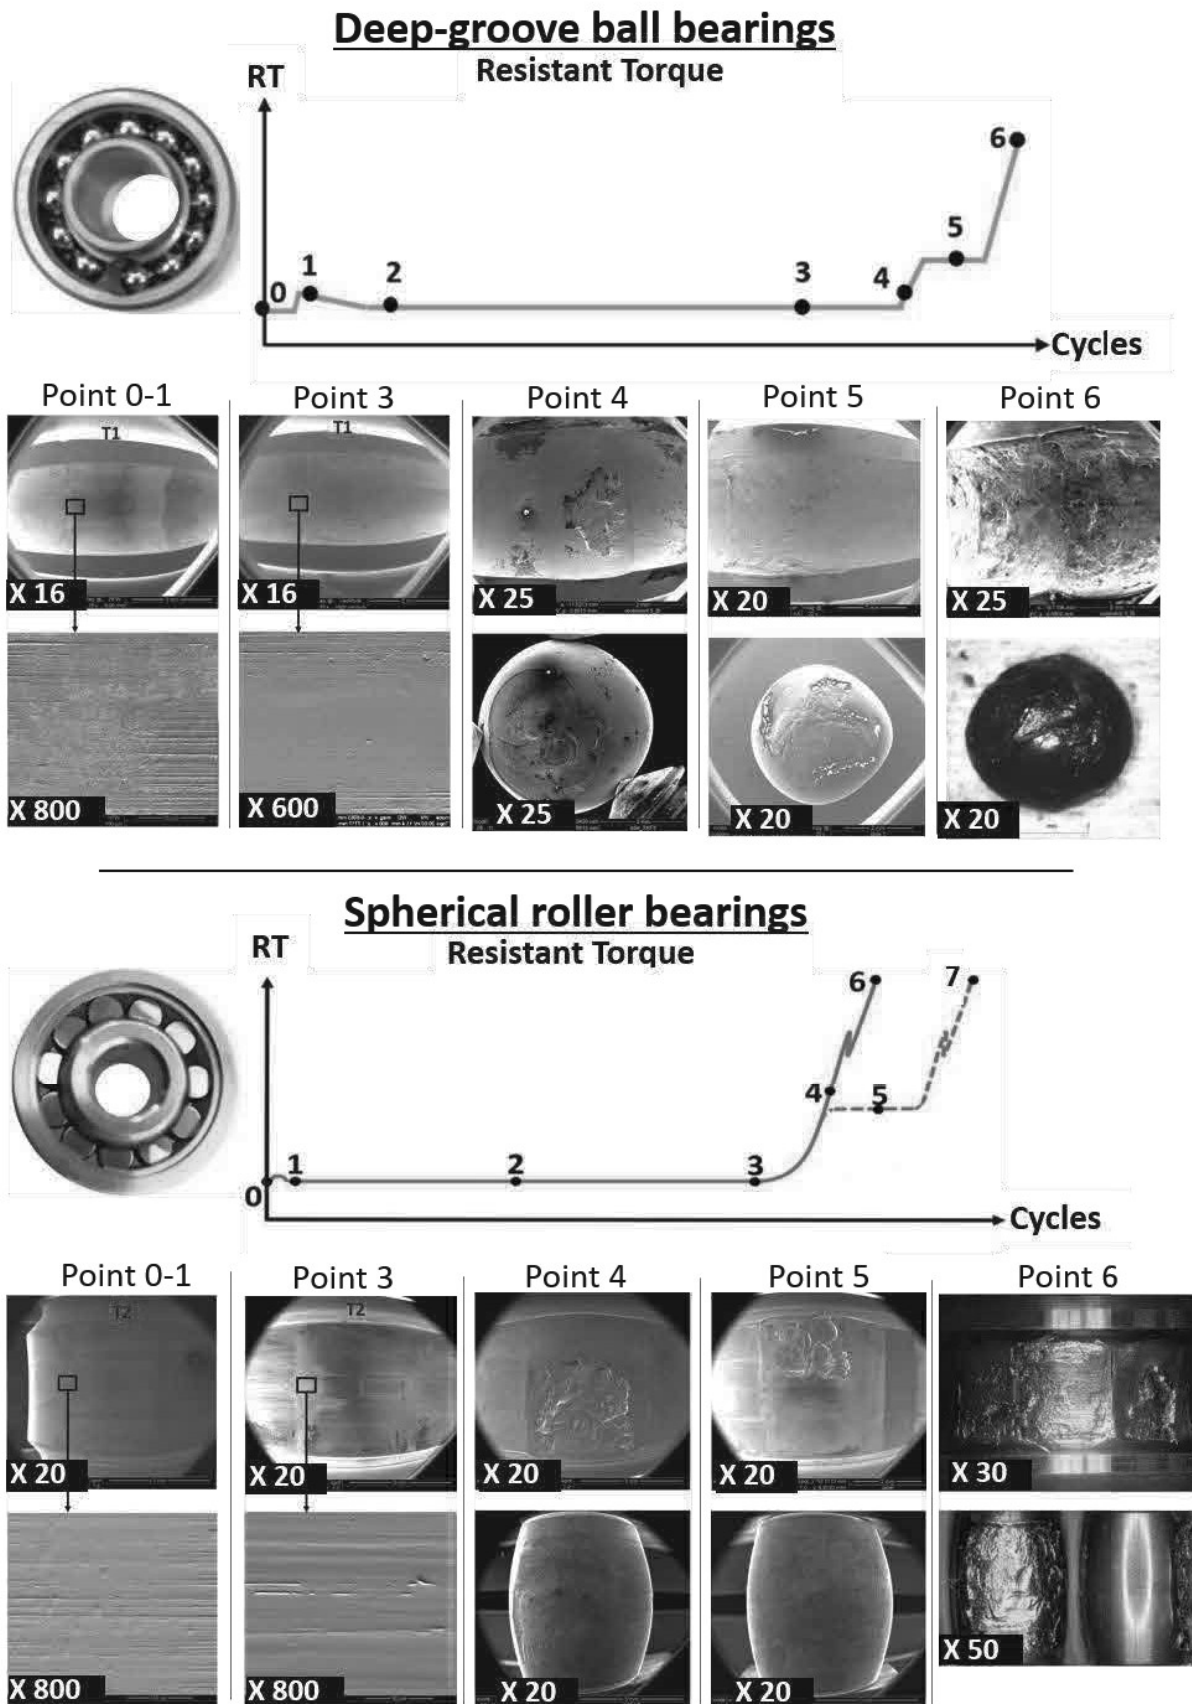 Deep-groove ball bearings
Resistant Torque
RT
6
5
4
3
2
1
0
Cycles
Point 0-1
Point 3
Point 4
Point 5
Point 6
T1
T1
X 16
X 16
X 25
X 20
X 25
X 800
X 600
X 25
X 20
X 20
Spherical roller bearings
Resistant Torque
RT
6
7
4
5
1
2
3
0
Cycles
Point 0-1
Point 3
Point 4
Point 5
Point 6
T2
T2
X 20
X 20
X 20
X 20
X 30
X 800
X 800
X 20
X 20
X 50